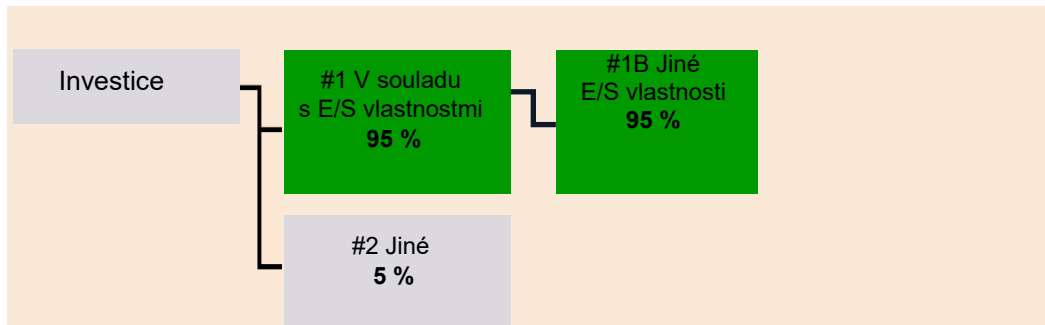 Investice
#1 V souladu
s E/S vlastnostmi
95 %
#1B Jiné
E/S vlastnosti
95 %
#2 Jiné
5 %